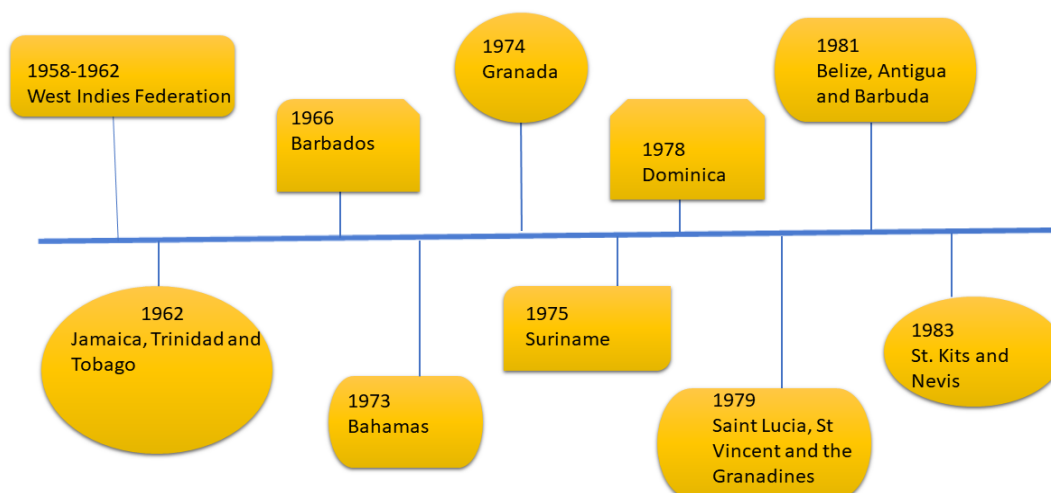 1958-1962
West Indies Federation
1962
Jamaica, Trinidad and
Tobago
1966
Barbados
1973
Bahamas
1974
Granada
1975
Suriname
1978
Dominica
1979
Saint Lucia, St
Vincent and the
Granadines
1981
Belize, Antigua
and Barbuda
1983
St. Kits and
Nevis